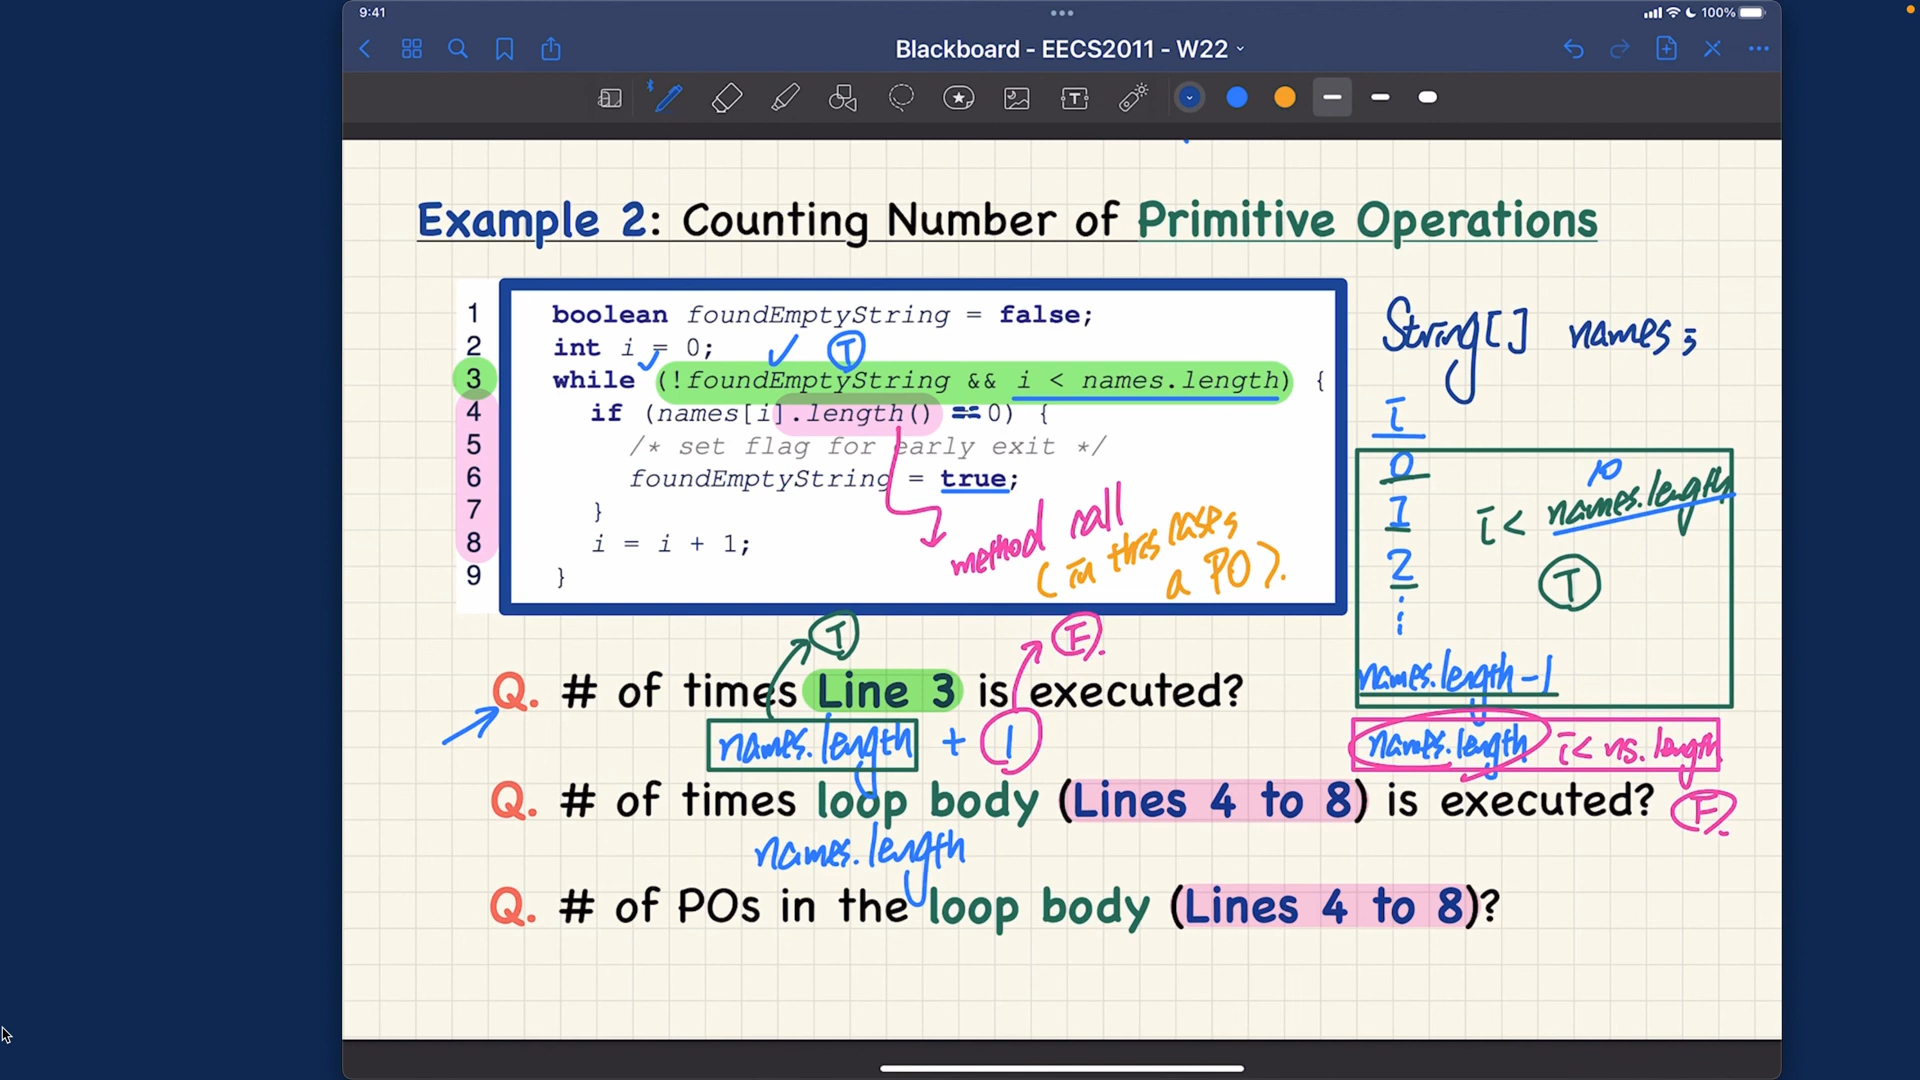 9:41
100%
Blackboard - EECS2011 - W22
Example 2: Counting Number of Primitive Operations
1 boolean foundEmptyString = false;
2 int i = 0;
T
3 while (!foundEmptyString && i < names.length) {
4 if (names[i].length() == 0) {
5 /* set flag for early exit */
6 foundEmptyString = true;
7 }
8 i = i + 1;
9 }
method call
(in this cases
a PO).
String[] names;
i
0
1
2
names.length-1
10
i < names.length
T
names.length i < ns.length
F
T
F
Q. # of times Line 3 is executed?
names.length + 1
Q. # of times loop body (Lines 4 to 8) is executed?
names.length
Q. # of POs in the loop body (Lines 4 to 8)?